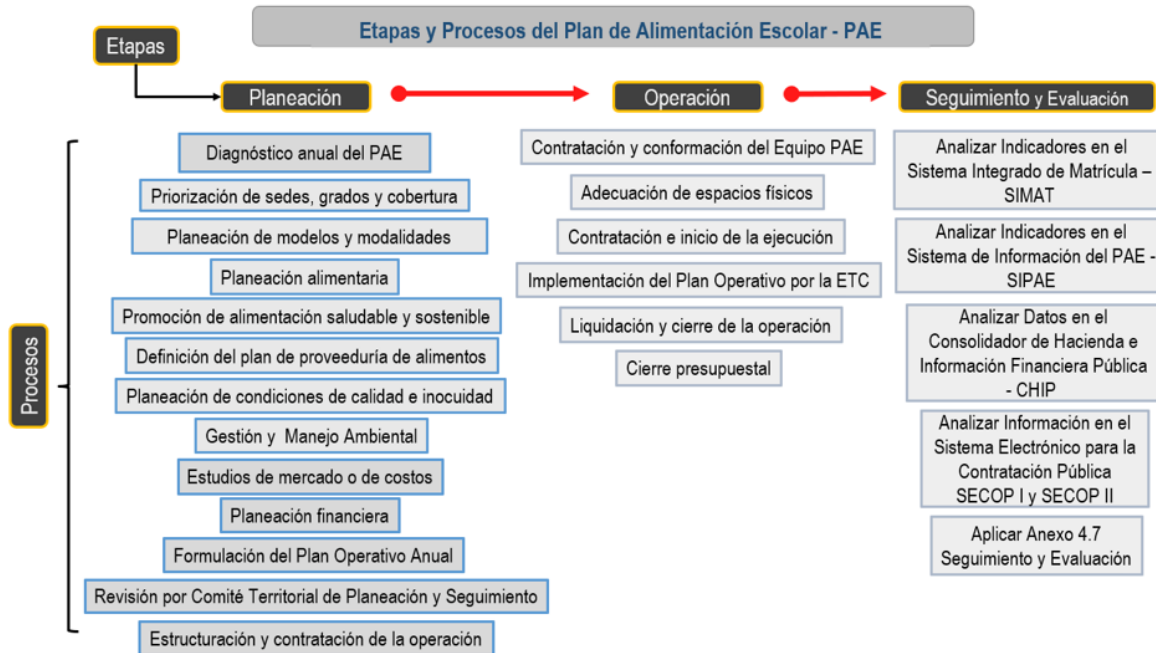 Etapas y Procesos del Plan de Alimentación Escolar - PAE
Etapas
Planeación
Operación
Seguimiento y Evaluación
Procesos
Diagnóstico anual del PAE
Priorización de sedes, grados y cobertura
Planeación de modelos y modalidades
Planeación alimentaria
Promoción de alimentación saludable y sostenible
Definición del plan de proveeduría de alimentos
Planeación de condiciones de calidad e inocuidad
Gestión y Manejo Ambiental
Estudios de mercado o de costos
Planeación financiera
Formulación del Plan Operativo Anual
Revisión por Comité Territorial de Planeación y Seguimiento
Estructuración y contratación de la operación
Contratación y conformación del Equipo PAE
Adecuación de espacios físicos
Contratación e inicio de la ejecución
Implementación del Plan Operativo por la ETC
Liquidación y cierre de la operación
Cierre presupuestal
Analizar Indicadores en el
Sistema Integrado de Matrícula –
SIMAT
Analizar Indicadores en el
Sistema de Información del PAE -
SIPAE
Analizar Datos en el
Consolidador de Hacienda e
Información Financiera Pública
- CHIP
Analizar Información en el
Sistema Electrónico para la
Contratación Pública
SECOP I y SECOP II
Aplicar Anexo 4.7
Seguimiento y Evaluación